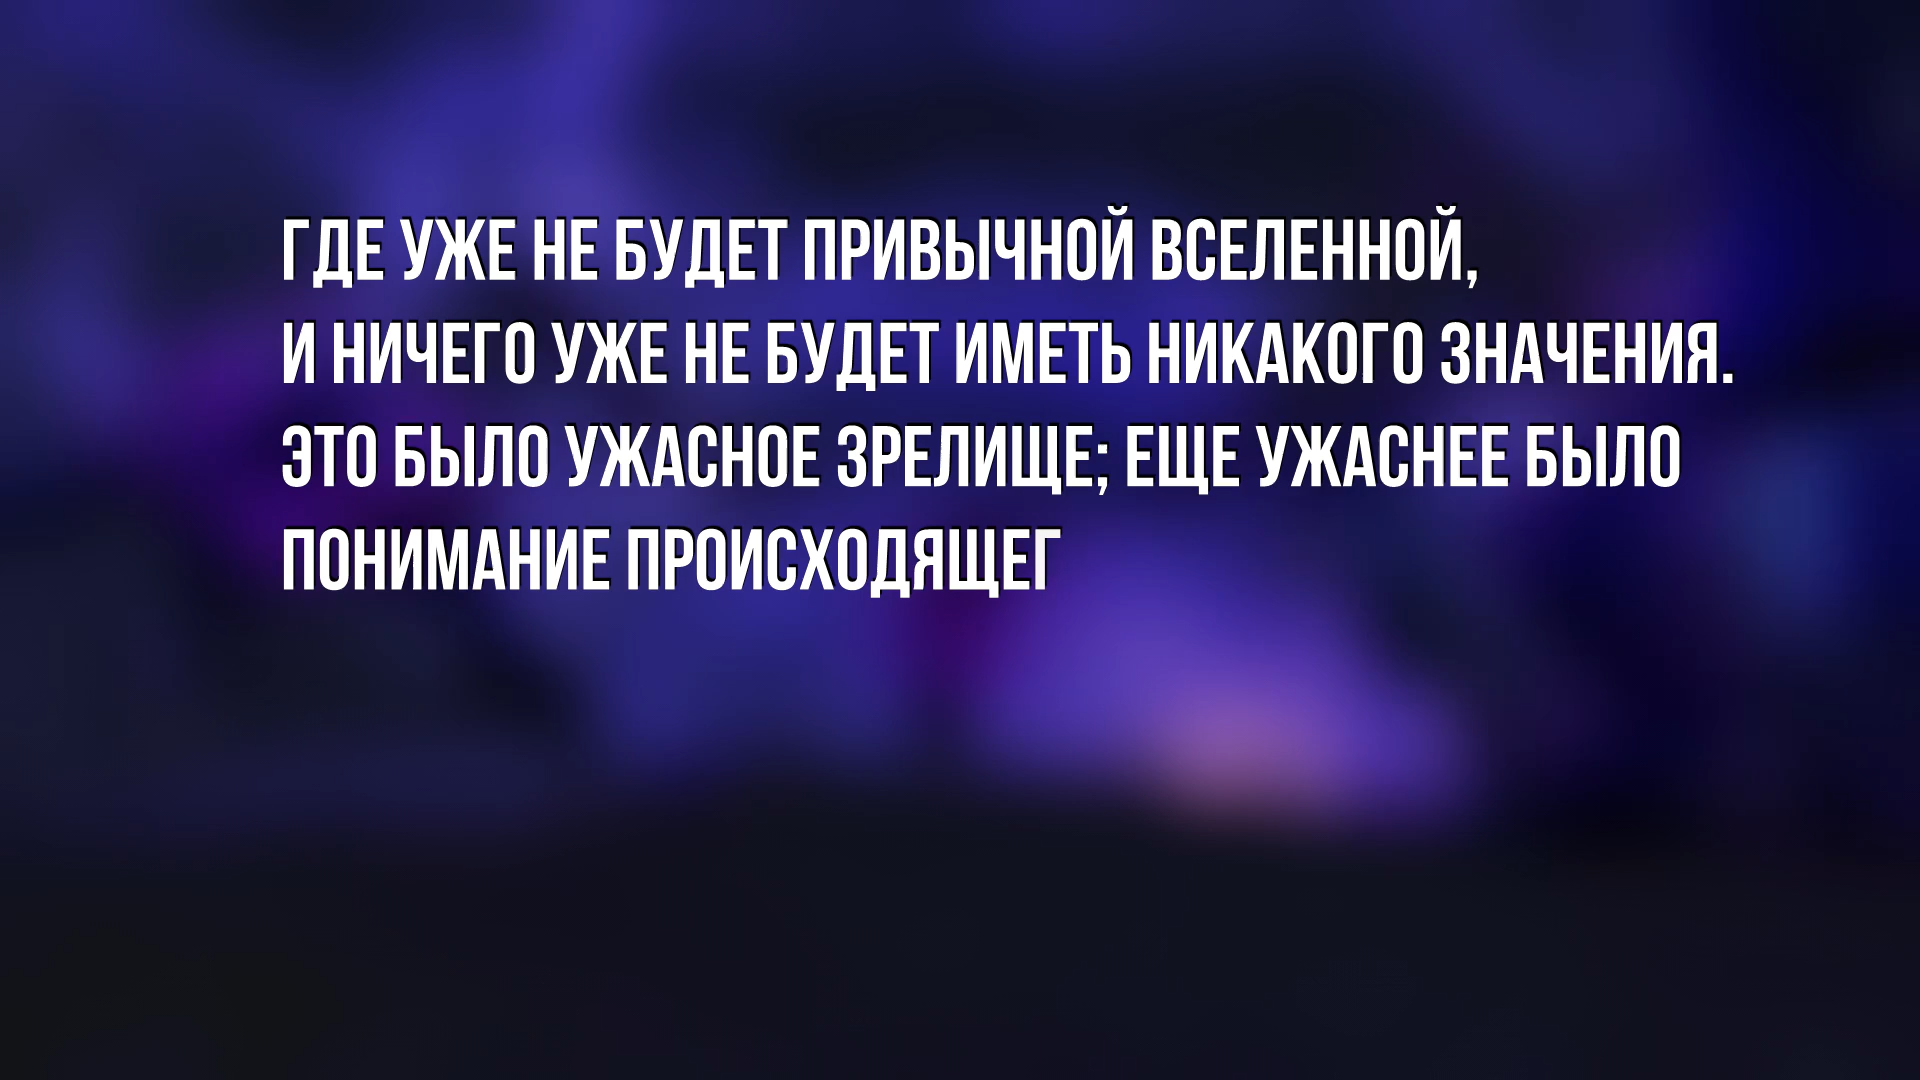 ГДЕ УЖЕ НЕ БУДЕТ ПРИВЫЧНОЙ ВСЕЛЕННОЙ,
И НИЧЕГО УЖЕ НЕ БУДЕТ ИМЕТЬ НИКАКОГО ЗНАЧЕНИЯ.
ЭТО БЫЛО УЖАСНОЕ ЗРЕЛИЩЕ; ЕЩЕ УЖАСНЕЕ БЫЛО
ПОНИМАНИЕ ПРОИСХОДЯЩЕГ